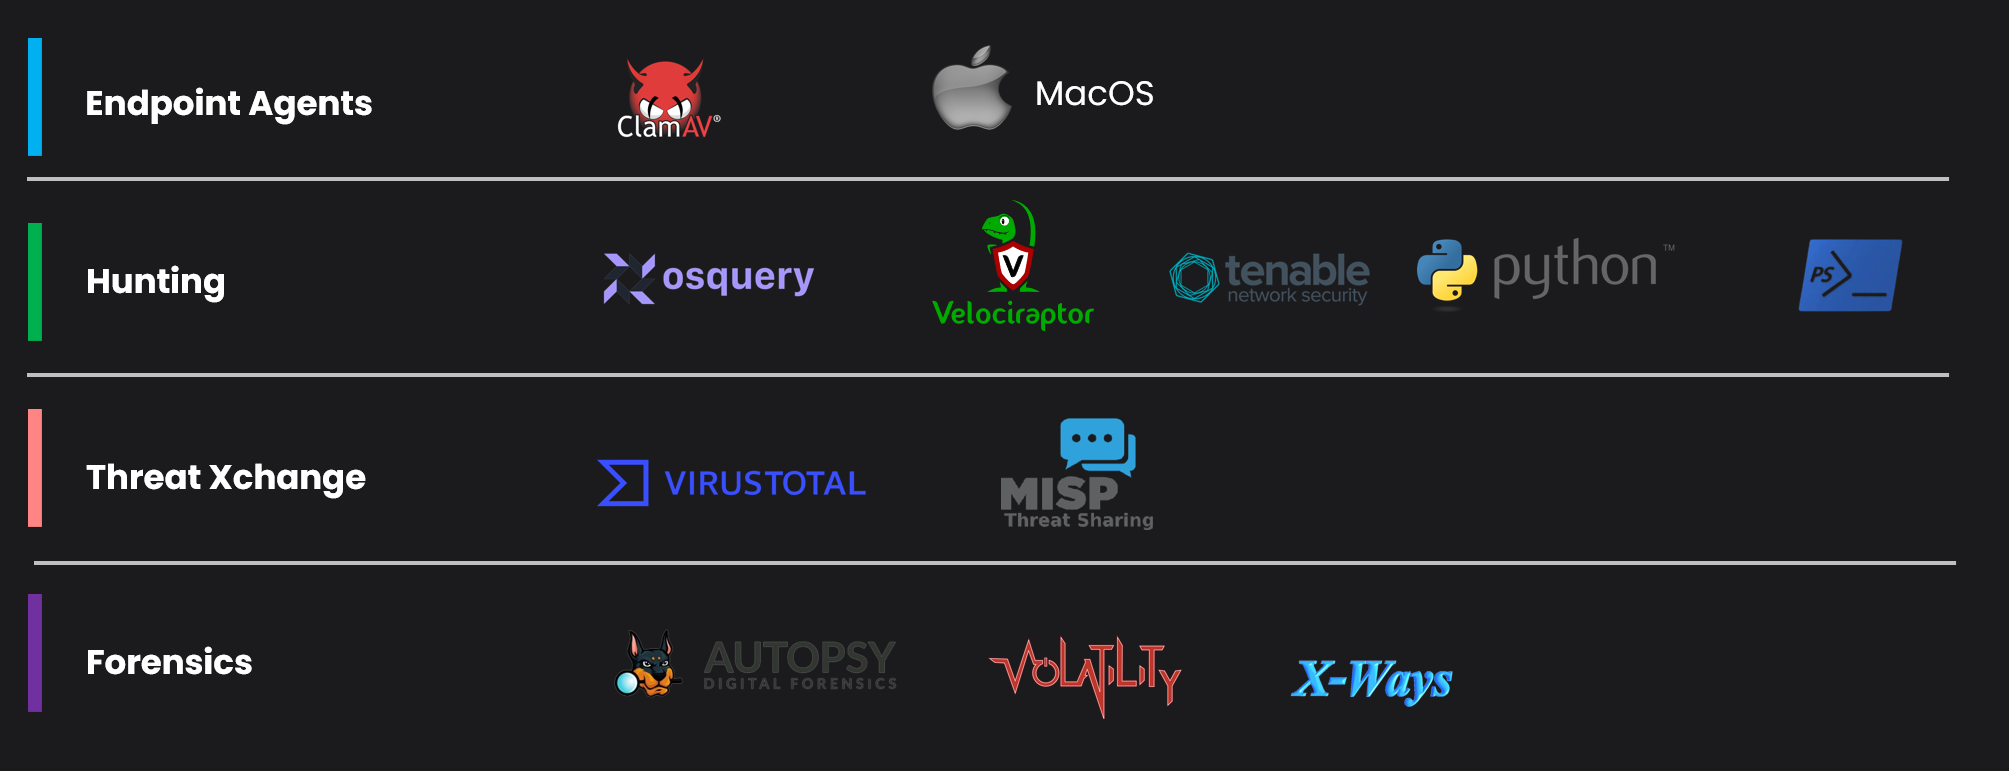 Endpoint Agents
ClamAV®
MacOS
Hunting
osquery
V
Velociraptor
tenable
network security
python™
PS
Threat Xchange
VIRUSTOTAL
MISP
Threat Sharing
Forensics
AUTOPSY
DIGITAL FORENSICS
VOLATILITY
X-Ways